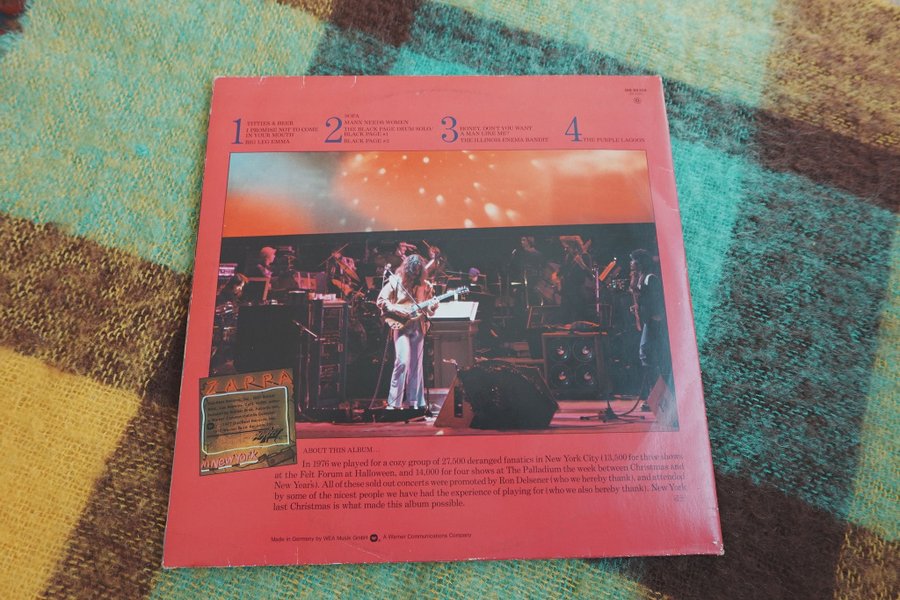 1
TITTIES & BEER
I PROMISE NOT TO COME
IN YOUR MOUTH
BIG LEG EMMA
2
SOFA
MANX NEEDS WOMEN
THE BLACK PAGE DRUM SOLO/
BLACK PAGE #1
BLACK PAGE #2
3
HONEY, DON'T YOU WANT
A MAN LIKE ME?
THE ILLINOIS ENEMA BANDIT
4
THE PURPLE LAGOON
ZAPPA
in New York
ABOUT THIS ALBUM...
In 1976 we played for a cozy group of 27,500 deranged fanatics in New York City (13,500 for three shows
at the Felt Forum at Halloween, and 14,000 for four shows at The Palladium the week between Christmas and
New Year's). All of these sold out concerts were promoted by Ron Delsener (who we hereby thank), and attended
by some of the nicest people we have had the experience of playing for (who we also hereby thank). New York
last Christmas is what made this album possible.
Made in Germany by WEA Musik GmbH A Warner Communications Company